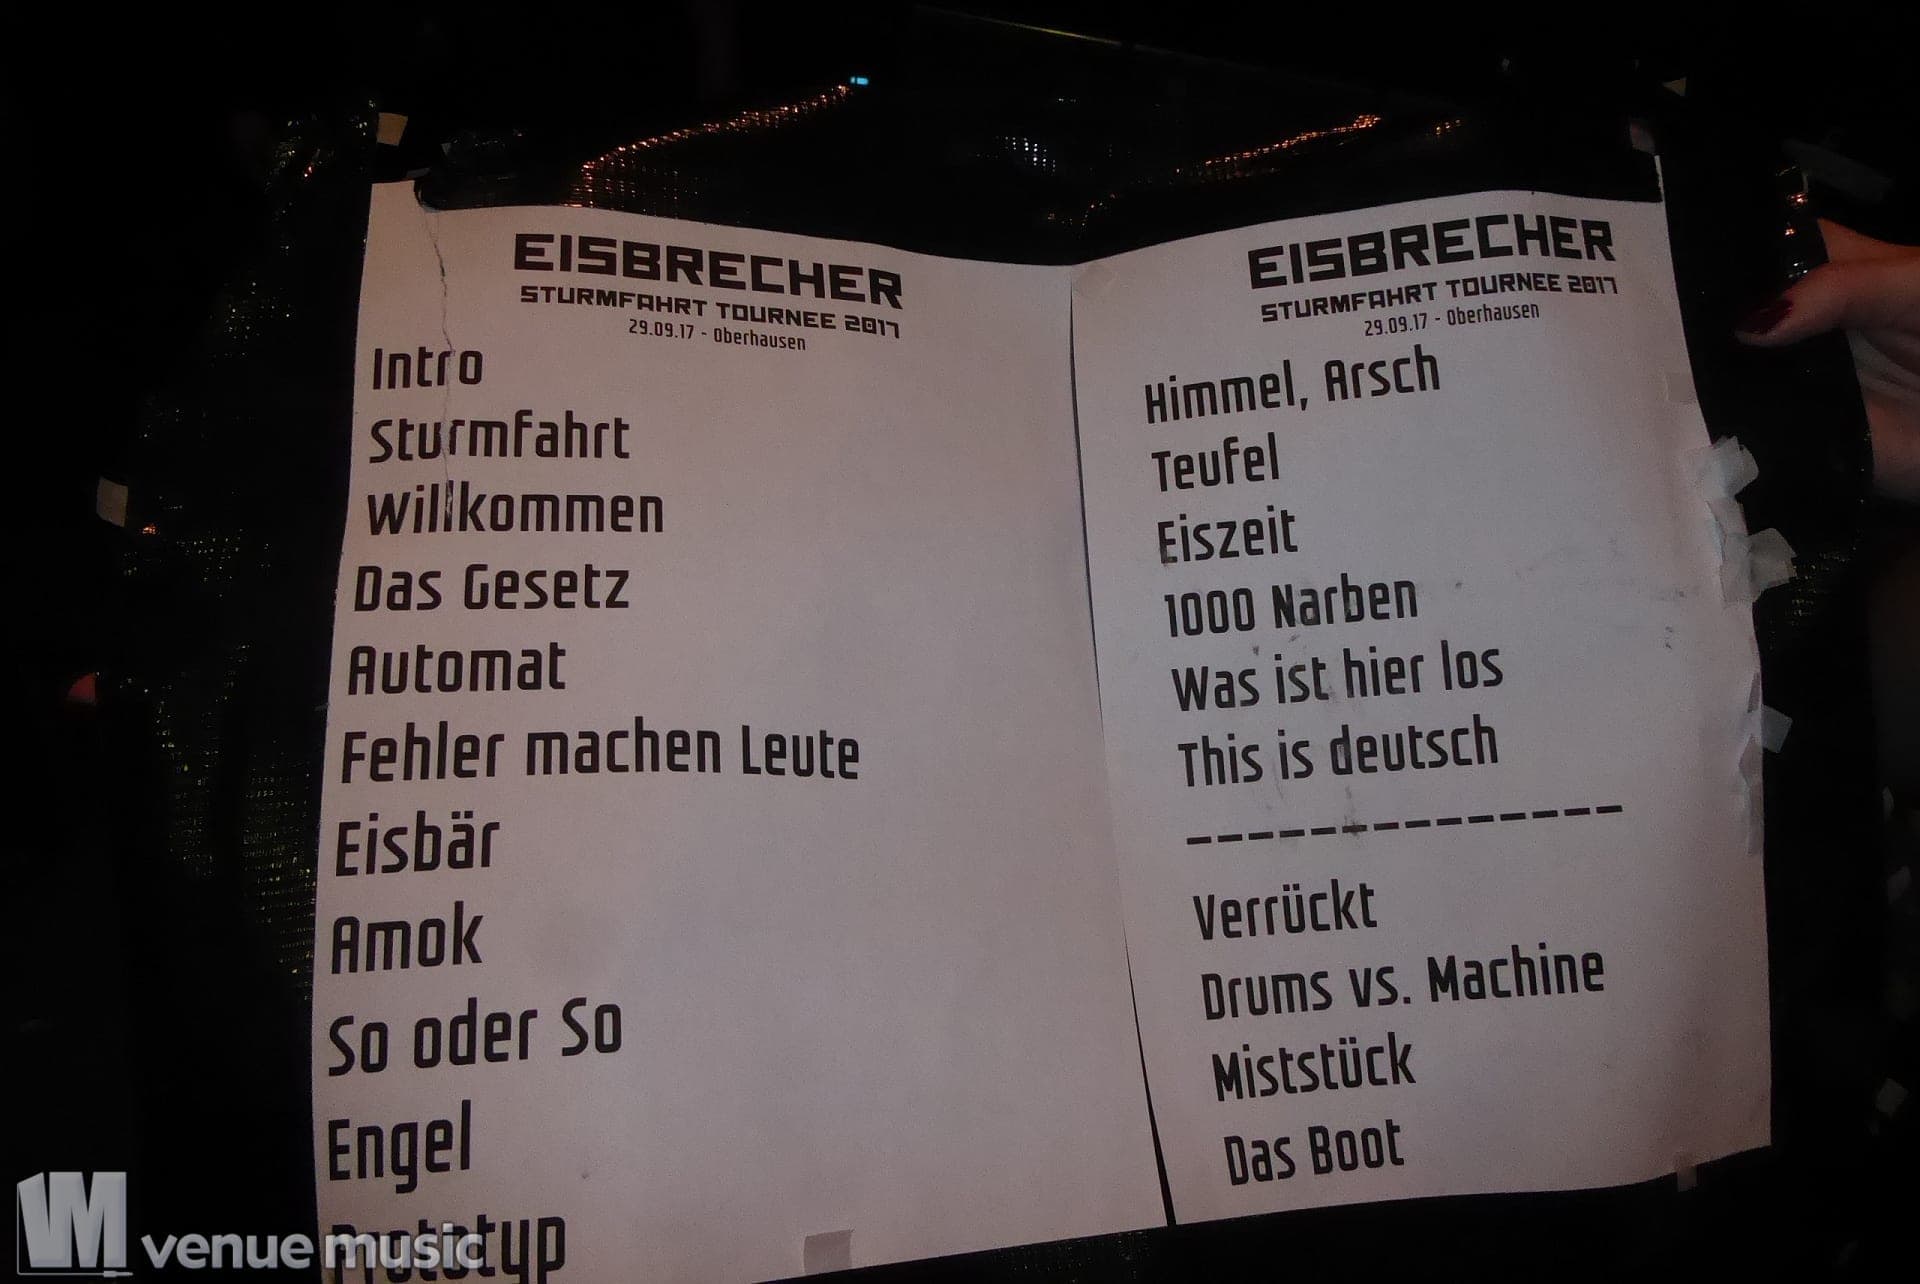 EISBRECHER
STURMFAHRT TOURNEE 2017
29.09.17 - Oberhausen
Intro
Sturmfahrt
Willkommen
Das Gesetz
Automat
Fehler machen Leute
Eisbär
Amok
So oder So
Engel
Prototyp
EISBRECHER
STURMFAHRT TOURNEE 2017
29.09.17 - Oberhausen
Himmel, Arsch
Teufel
Eiszeit
1000 Narben
Was ist hier los
This is deutsch
--------------
Verrückt
Drums vs. Machine
Miststück
Das Boot
VM venue music